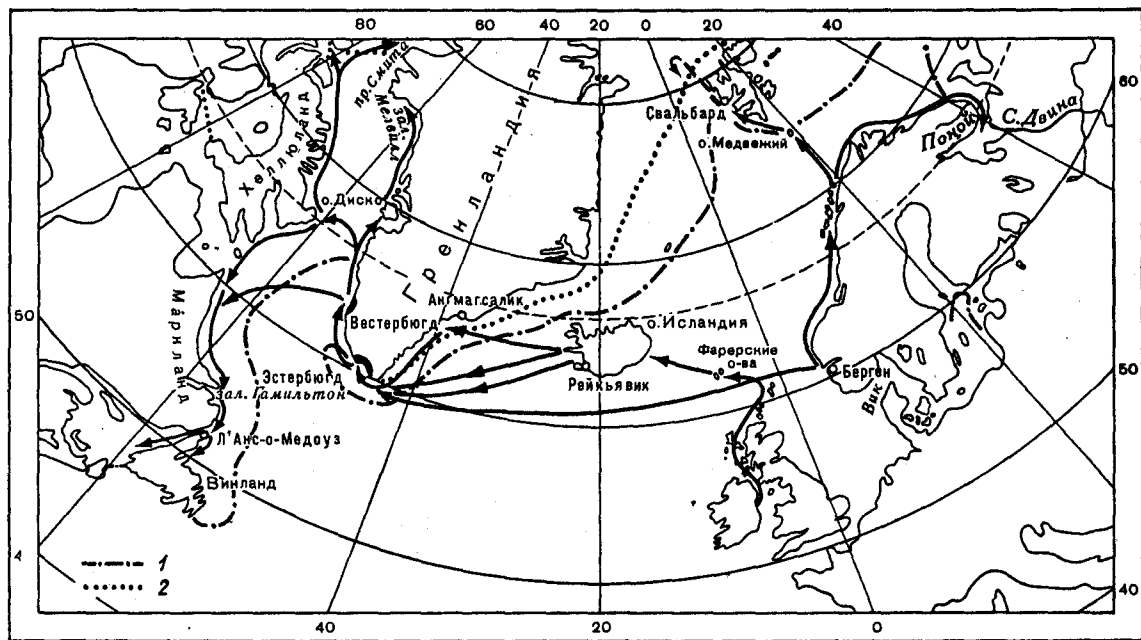 80 60 40 20 0 20 40
60
пр. Смита
зал. Мелвилл
Хеллюланд
Гренландия
Свальбард
о. Медвежий
Поной
С. Двина
о. Диско
Маркланд
50
Ангмагсалик
Вестербюгд
о. Исландия
Фарерские
о-ва
Рейкьявик
Берген
Вик
50
Эстербюгд
зал. Гамильтон
Л'Анс-о-Медоуз
Винланд
1
2
4
40
40 20 0